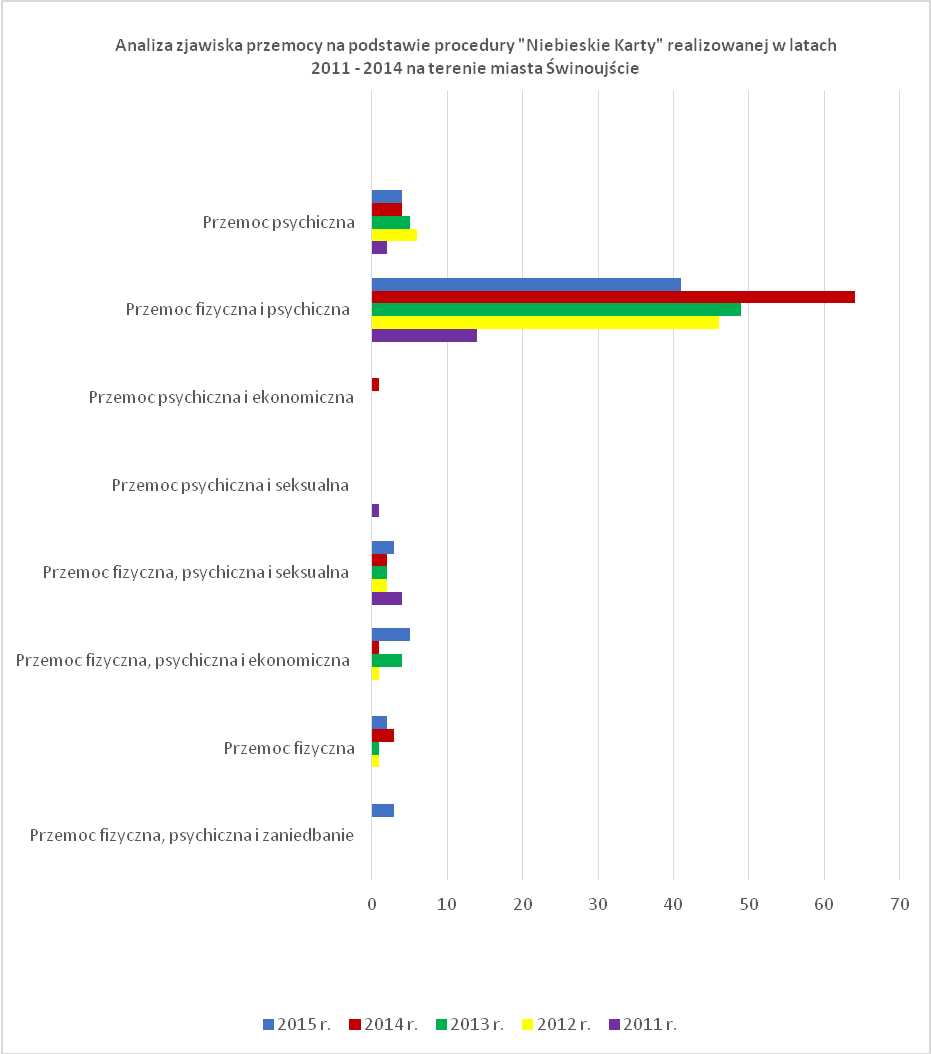 Analiza zjawiska przemocy na podstawie procedury "Niebieskie Karty" realizowanej w latach
2011 - 2014 na terenie miasta Świnoujście
Przemoc psychiczna
Przemoc fizyczna i psychiczna
Przemoc psychiczna i ekonomiczna
Przemoc psychiczna i seksualna
Przemoc fizyczna, psychiczna i seksualna
Przemoc fizyczna, psychiczna i ekonomiczna
Przemoc fizyczna
Przemoc fizyczna, psychiczna i zaniedbanie
0 10 20 30 40 50 60 70
2015 r. 2014 r. 2013 r. 2012 r. 2011 r.